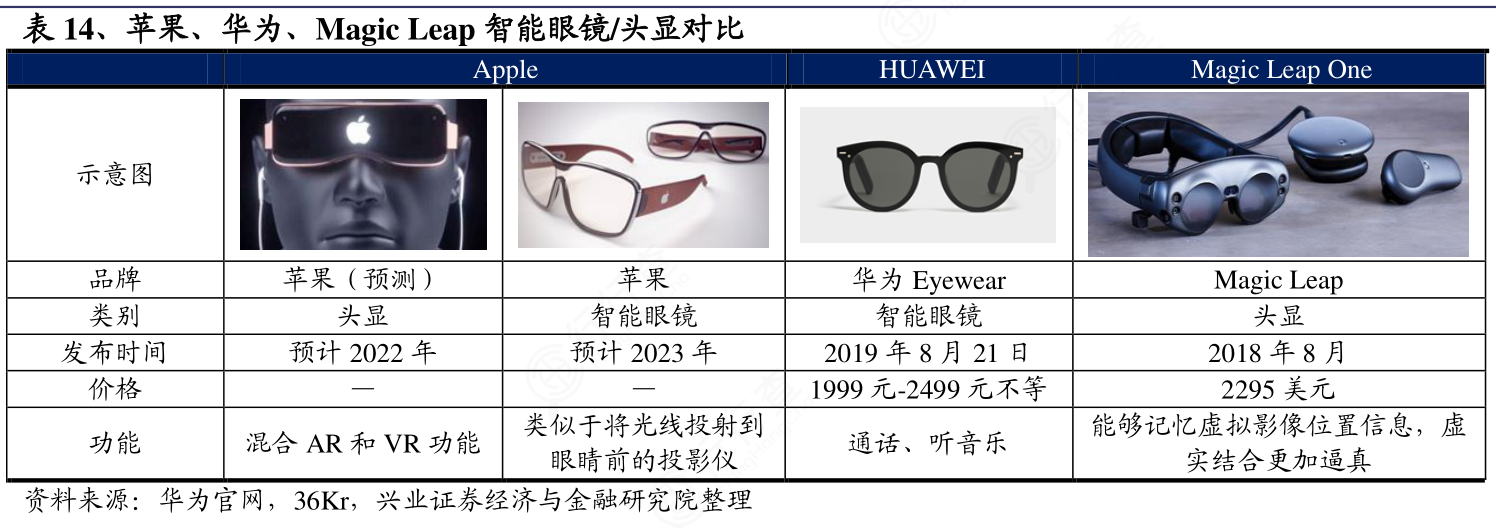 表 14、苹果、华为、Magic Leap 智能眼镜/头显对比
Apple HUAWEI Magic Leap One
示意图
品牌 苹果（预测） 苹果 华为 Eyewear Magic Leap
类别 头显 智能眼镜 智能眼镜 头显
发布时间 预计 2022 年 预计 2023 年 2019 年 8 月 21 日 2018 年 8 月
价格 — — 1999 元-2499 元不等 2295 美元
功能 混合 AR 和 VR 功能 类似于将光线投射到 通话、听音乐 能够记忆虚拟影像位置信息，虚
眼睛前的投影仪 实结合更加逼真
资料来源：华为官网，36Kr，兴业证券经济与金融研究院整理